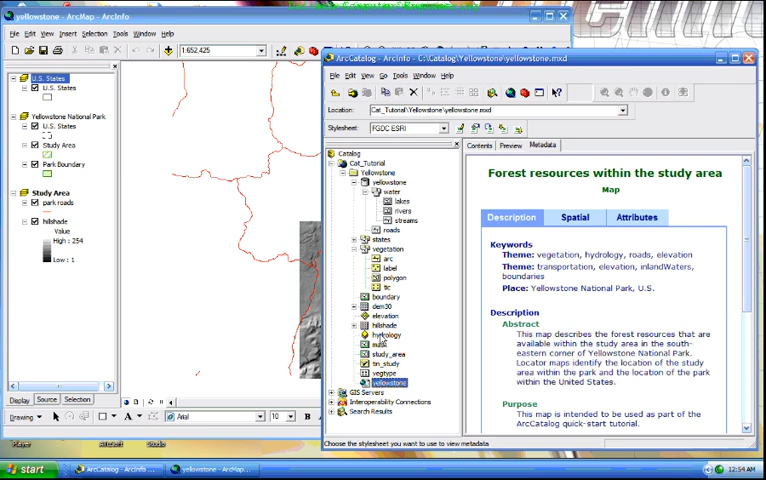 yellowstone - ArcMap - ArcInfo
File Edit View Insert Selection Tools Window Help
1:652,425
U.S. States
U.S. States
Yellowstone National Park
U.S. States
Study Area
Park Boundary
Study Area
park roads
hillshade
Value
High : 254
Low : 1
Display Source Selection
Drawing
A Arial 10 B
ArcCatalog - ArcInfo - C:\Catalog\Yellowstone\yellowstone.mxd
File Edit View Go Tools Window Help
Location: Cat_Tutorial\Yellowstone\yellowstone.mxd
Stylesheet: FGDC ESRI
Catalog
Cat_Tutorial
Yellowstone
yellowstone
water
lakes
rivers
streams
roads
states
vegetation
arc
label
polygon
tic
boundary
dem30
elevation
hillshade
hydrology
study_area
tin_study
vegtype
yellowstone
GIS Servers
Interoperability Connections
Search Results
Contents Preview Metadata
Forest resources within the study area
Map
Description Spatial Attributes
Keywords
Theme: vegetation, hydrology, roads, elevation
Theme: transportation, elevation, inlandWaters,
boundaries
Place: Yellowstone National Park, U.S.
Description
Abstract
This map describes the forest resources that are
available within the study area in the south-
eastern corner of Yellowstone National Park.
Locator maps identify the location of the study
area within the park and the location of the park
within the United States.
Purpose
This map is intended to be used as part of the
ArcCatalog quick-start tutorial.
Choose the stylesheet you want to use to view metadata
Player Studio
start ArcCatalog - ArcInfo ... yellowstone - ArcMap... 12:54 AM